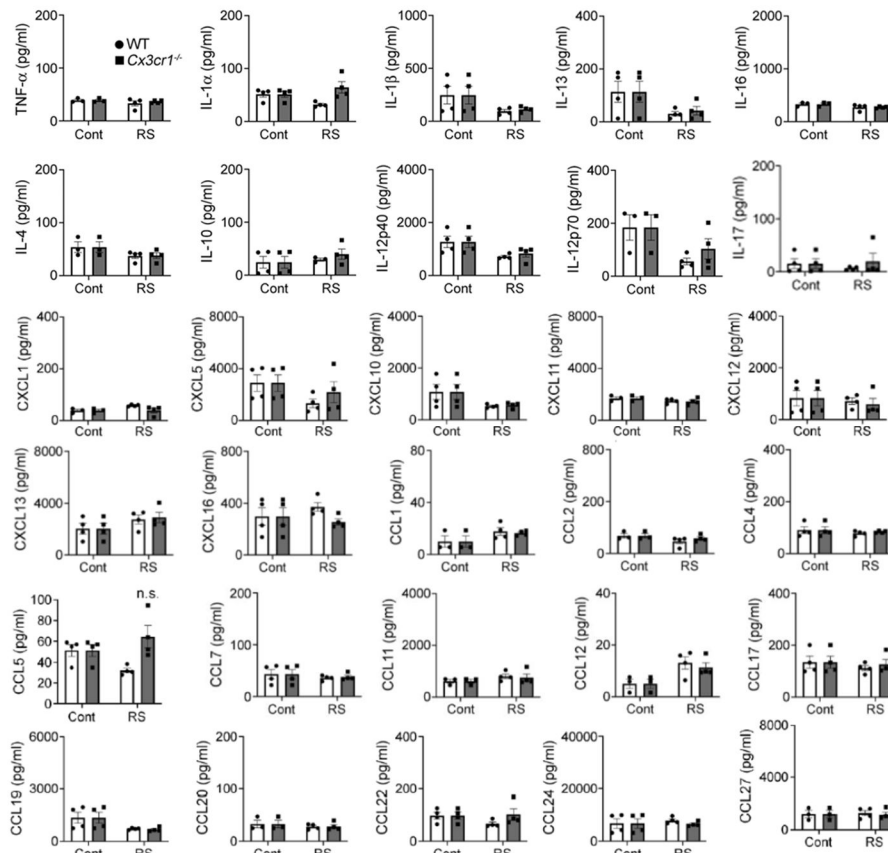 TNF-α (pg/ml)
200
100
0
Cont RS
WT
Cx3cr1-/-
IL-1α (pg/ml)
200
100
0
Cont RS
IL-1β (pg/ml)
1000
500
0
Cont RS
IL-13 (pg/ml)
400
200
0
Cont RS
IL-16 (pg/ml)
2000
1000
0
Cont RS
IL-4 (pg/ml)
200
100
0
Cont RS
IL-10 (pg/ml)
200
100
0
Cont RS
IL-12p40 (pg/ml)
4000
2000
0
Cont RS
IL-12p70 (pg/ml)
400
200
0
Cont RS
IL-17 (pg/ml)
200
100
0
Cont RS
CXCL1 (pg/ml)
400
200
0
Cont RS
CXCL5 (pg/ml)
8000
4000
0
Cont RS
CXCL10 (pg/ml)
4000
2000
0
Cont RS
CXCL11 (pg/ml)
8000
4000
0
Cont RS
CXCL12 (pg/ml)
4000
2000
0
Cont RS
CXCL13 (pg/ml)
8000
4000
0
Cont RS
CXCL16 (pg/ml)
800
400
0
Cont RS
CCL1 (pg/ml)
80
40
0
Cont RS
CCL2 (pg/ml)
800
200
0
Cont RS
CCL4 (pg/ml)
800
200
0
Cont RS
CCL5 (pg/ml)
100
80
60
40
20
0
n.s.
Cont RS
CCL7 (pg/ml)
200
100
0
Cont RS
CCL11 (pg/ml)
4000
2000
0
Cont RS
CCL12 (pg/ml)
40
20
0
Cont RS
CCL17 (pg/ml)
400
200
0
Cont RS
CCL19 (pg/ml)
6000
3000
0
Cont RS
CCL20 (pg/ml)
200
100
0
Cont RS
CCL22 (pg/ml)
400
200
0
Cont RS
CCL24 (pg/ml)
40000
20000
0
Cont RS
CCL27 (pg/ml)
8000
4000
0
Cont RS